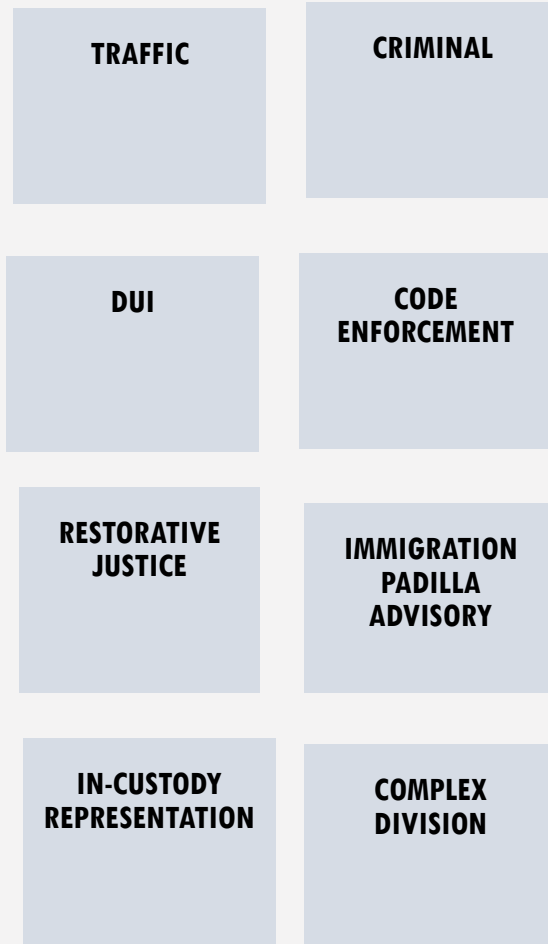 TRAFFIC
CRIMINAL
DUI
CODE
ENFORCEMENT
RESTORATIVE
JUSTICE
IMMIGRATION
PADILLA
ADVISORY
IN-CUSTODY
REPRESENTATION
COMPLEX
DIVISION